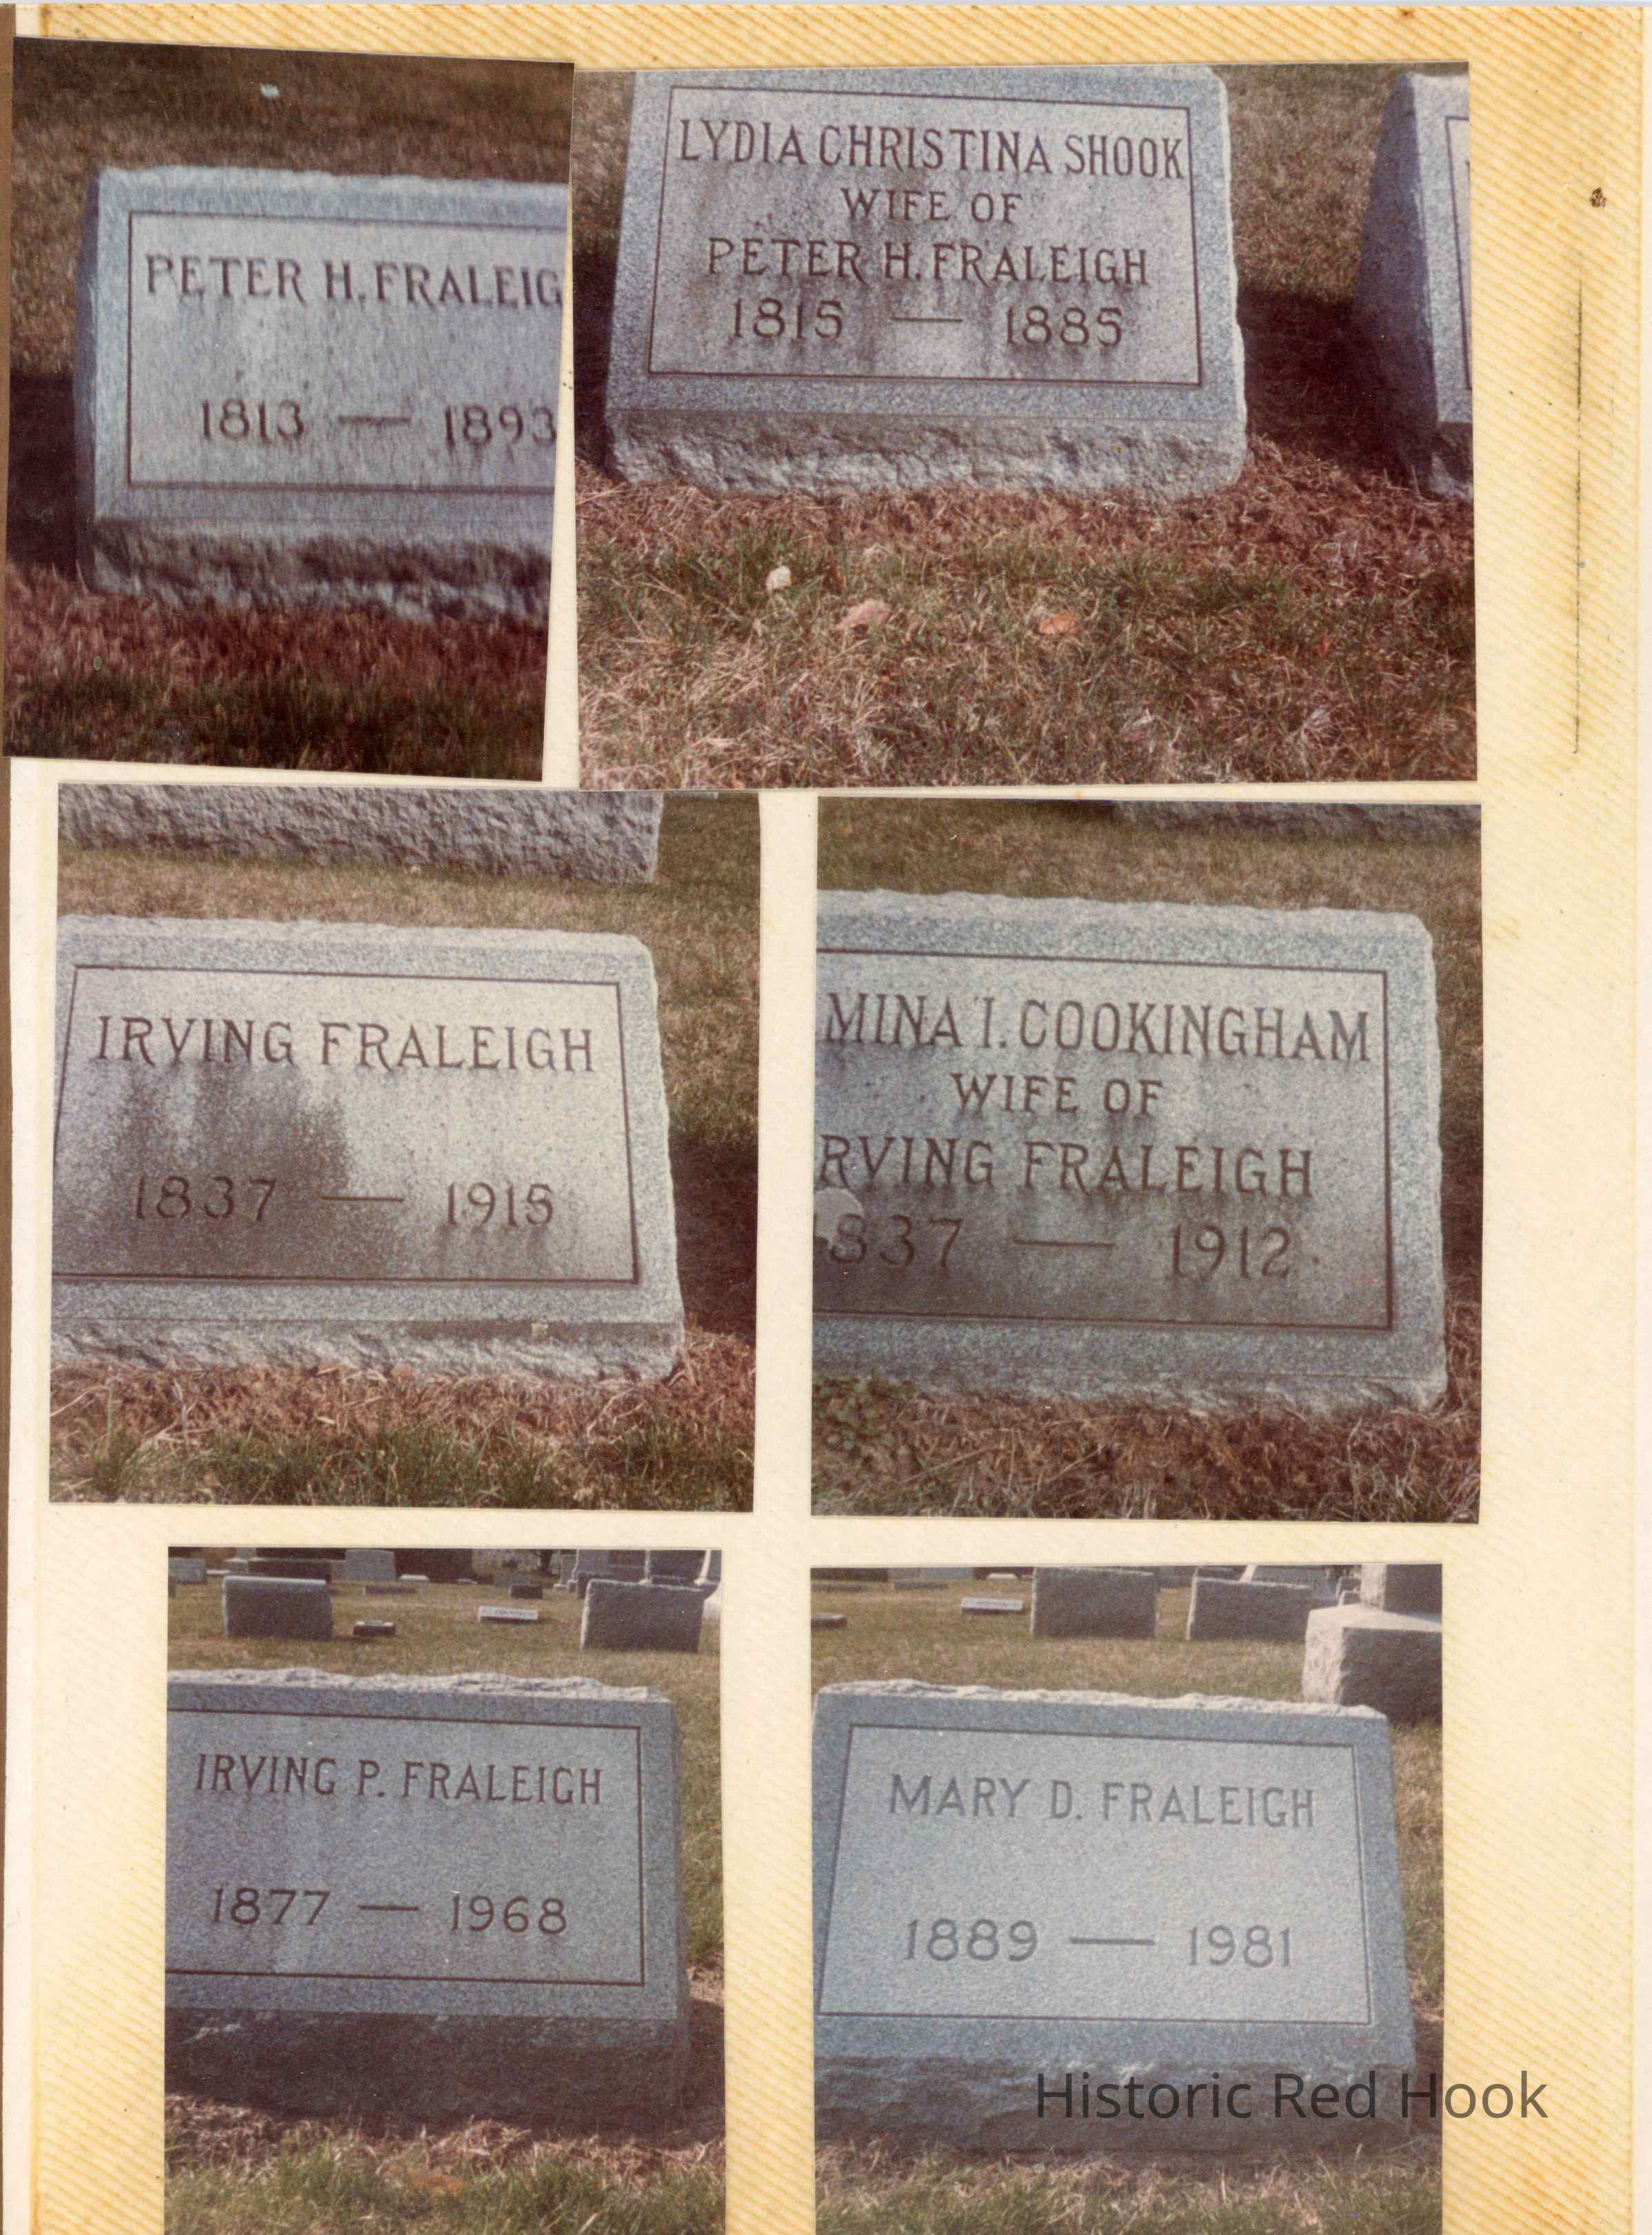 PETER H. FRALEIG
1813 — 1893
LYDIA CHRISTINA SHOOK
WIFE OF
PETER H. FRALEIGH
1815 — 1885
IRVING FRALEIGH
1837 — 1915
MINA I. COOKINGHAM
WIFE OF
RVING FRALEIGH
1837 — 1912
IRVING P. FRALEIGH
1877 — 1968
MARY D. FRALEIGH
1889 — 1981
Historic Red Hook